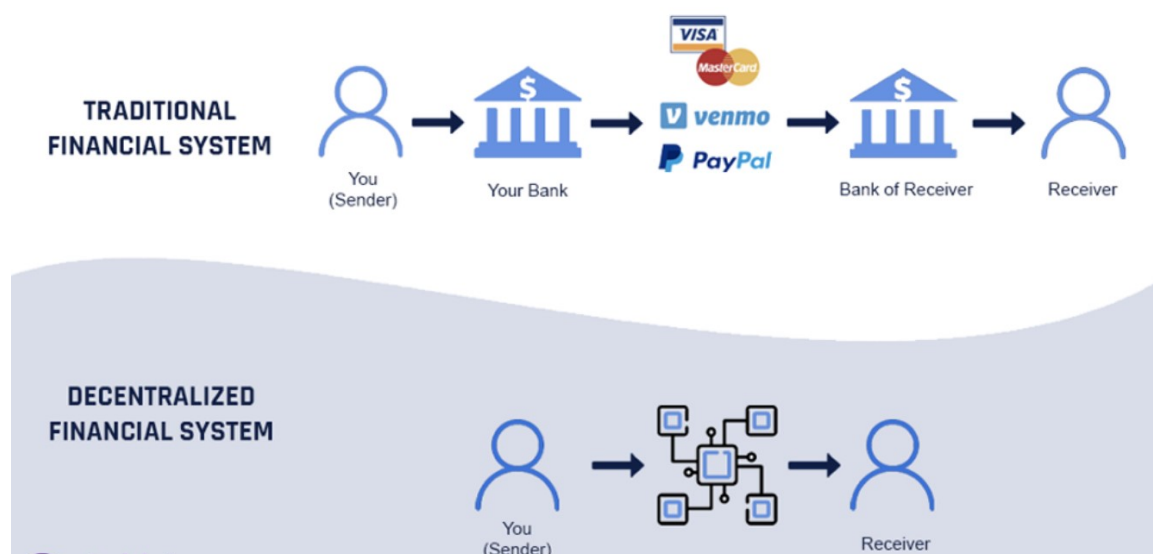 VISA
MasterCard
$
$
TRADITIONAL
FINANCIAL SYSTEM
venmo
PayPal
You
(Sender)
Your Bank
Bank of Receiver
Receiver
DECENTRALIZED
FINANCIAL SYSTEM
You
(Sender)
Receiver